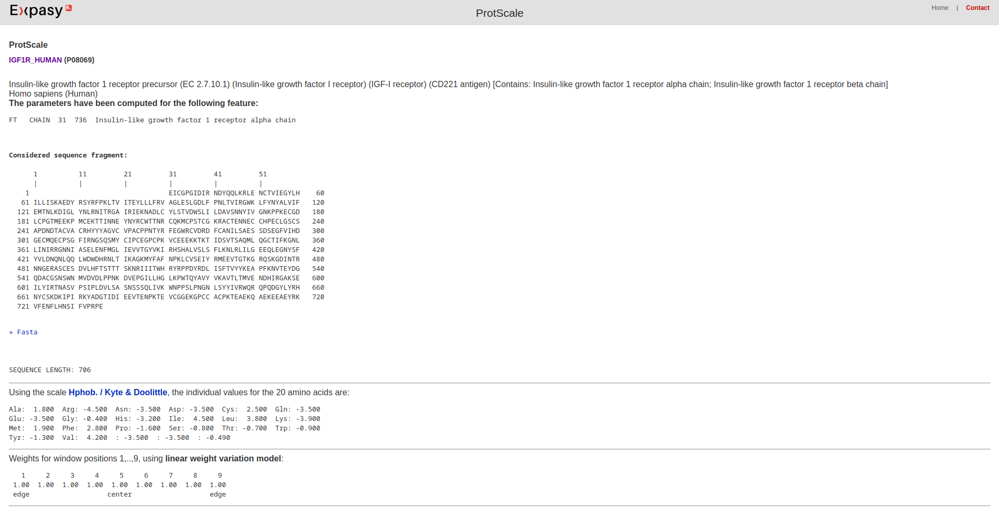 Expasy
ProtScale
Home | Contact
ProtScale
IGF1R_HUMAN (P08069)
Insulin-like growth factor 1 receptor precursor (EC 2.7.10.1) (Insulin-like growth factor I receptor) (IGF-I receptor) (CD221 antigen) [Contains: Insulin-like growth factor 1 receptor alpha chain; Insulin-like growth factor 1 receptor beta chain]
Homo sapiens (Human)
The parameters have been computed for the following feature:
FT   CHAIN  31  736  Insulin-like growth factor 1 receptor alpha chain
Considered sequence fragment:
      1          11         21         31         41         51
      |          |          |          |          |          |
    1                                  EICGPGIDIR NDYQQLKRLE NCTVIEGYLH    60
   61 ILLISKAEDY RSYRFPKLTV ITEYLLLFRV AGLESLGDLF PNLTVIRGWK LFYNYALVIF   120
  121 EMTNLKDIGL YNLRNITRGA IRIEKNADLC YLSTVDWSLI LDAVSNNYIV GNKPPKECGD   180
  181 LCPGTMEEKP MCEKTTINNE YNYRCWTTNR CQKMCPSTCG KRACTENNEC CHPECLGSCS   240
  241 APDNDTACVA CRHYYYAGVC VPACPPNTYR FEGWRCVDRD FCANILSAES SDSEGFVIHD   300
  301 GECMQECPSG FIRNGSQSMY CIPCEGPCPK VCEEEKKTKT IDSVTSAQML QGCTIFKGNL   360
  361 LINIRRGNNI ASELENFMGL IEVVTGYVKI RHSHALVSLS FLKNLRLILG EEQLEGNYSF   420
  421 YVLDNQNLQQ LWDWDHRNLT IKAGKMYFAF NPKLCVSEIY RMEEVTGTKG RQSKGDINTR   480
  481 NNGERASCES DVLHFTSTTT SKNRIIITWH RYRPPDYRDL ISFTVYYKEA PFKNVTEYDG   540
  541 QDACGSNSWN MVDVDLPPNK DVEPGILLHG LKPWTQYAVY VKAVTLTMVE NDHIRGAKSE   600
  601 ILYIRTNASV PSIPLDVLSA SNSSSQLIVK WNPPSLPNGN LSYYIVRWQR QPQDGYLYRH   660
  661 NYCSKDKIPI RKYADGTIDI EEVTENPKTE VCGGEKGPCC ACPKTEAEKQ AEKEEAEYRK   720
  721 VFENFLHNSI FVPRPE
» Fasta
SEQUENCE LENGTH: 706
Using the scale Hphob. / Kyte & Doolittle, the individual values for the 20 amino acids are:
Ala:  1.800  Arg: -4.500  Asn: -3.500  Asp: -3.500  Cys:  2.500  Gln: -3.500
Glu: -3.500  Gly: -0.400  His: -3.200  Ile:  4.500  Leu:  3.800  Lys: -3.900
Met:  1.900  Phe:  2.800  Pro: -1.600  Ser: -0.800  Thr: -0.700  Trp: -0.900
Tyr: -1.300  Val:  4.200  : -3.500  : -3.500  : -0.490
Weights for window positions 1,..,9, using linear weight variation model:
   1     2     3     4     5     6     7     8     9
 1.00  1.00  1.00  1.00  1.00  1.00  1.00  1.00  1.00
 edge                   center                   edge